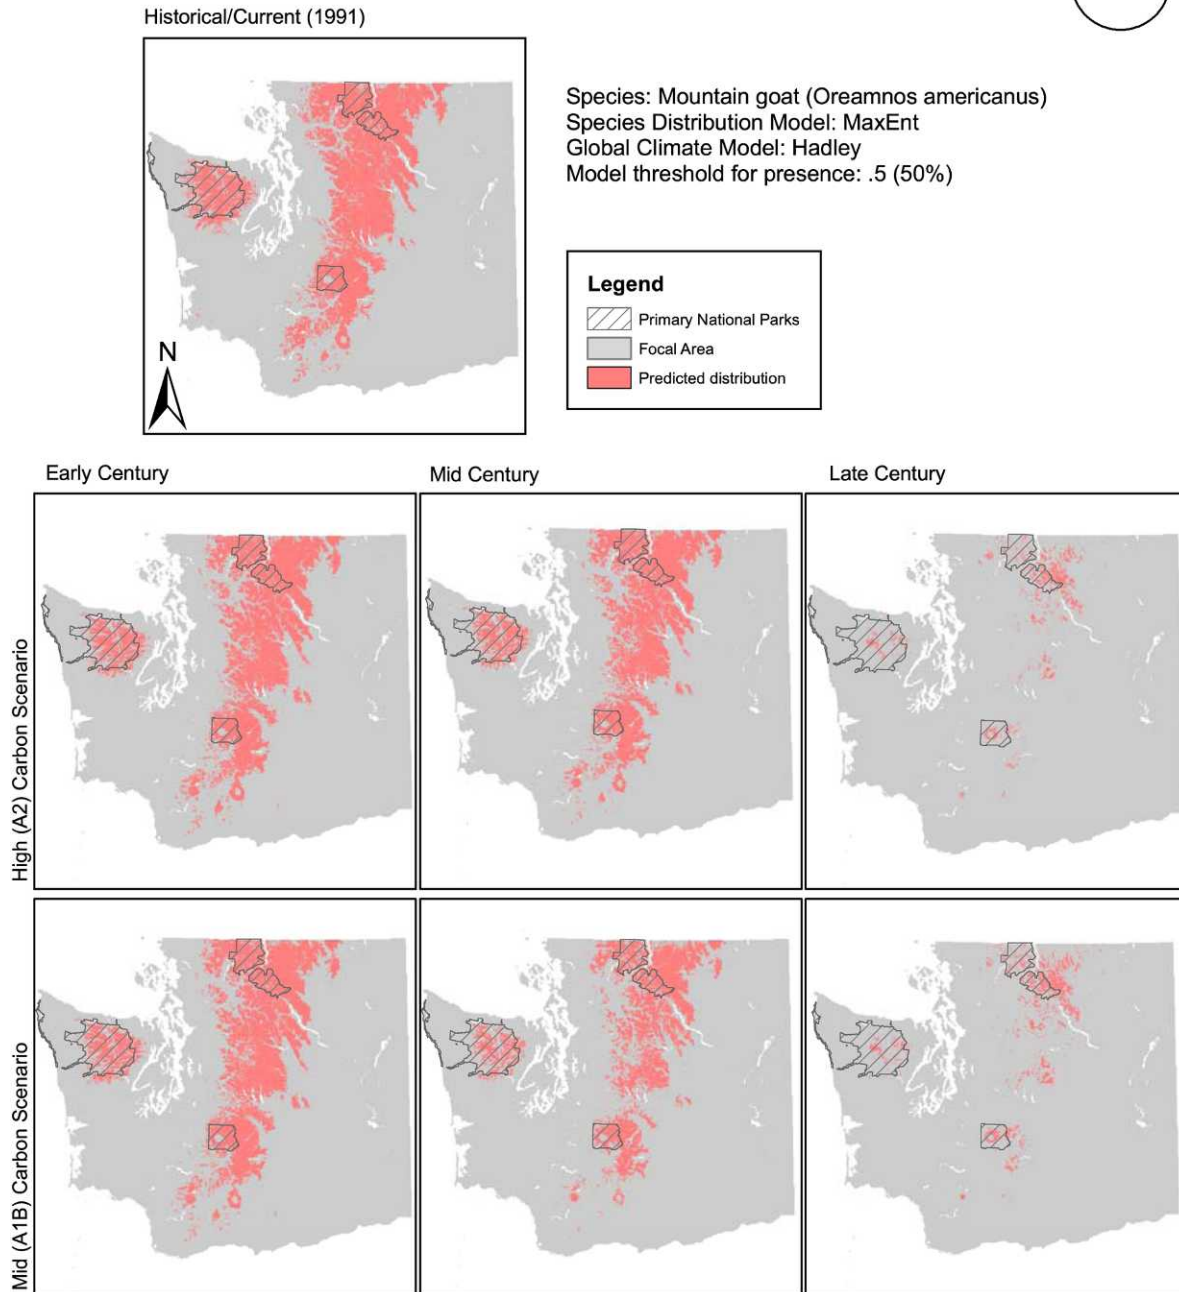 Historical/Current (1991)
Species: Mountain goat (Oreamnos americanus)
Species Distribution Model: MaxEnt
Global Climate Model: Hadley
Model threshold for presence: .5 (50%)
Legend
Primary National Parks
Focal Area
Predicted distribution
N
Early Century
Mid Century
Late Century
High (A2) Carbon Scenario
Mid (A1B) Carbon Scenario